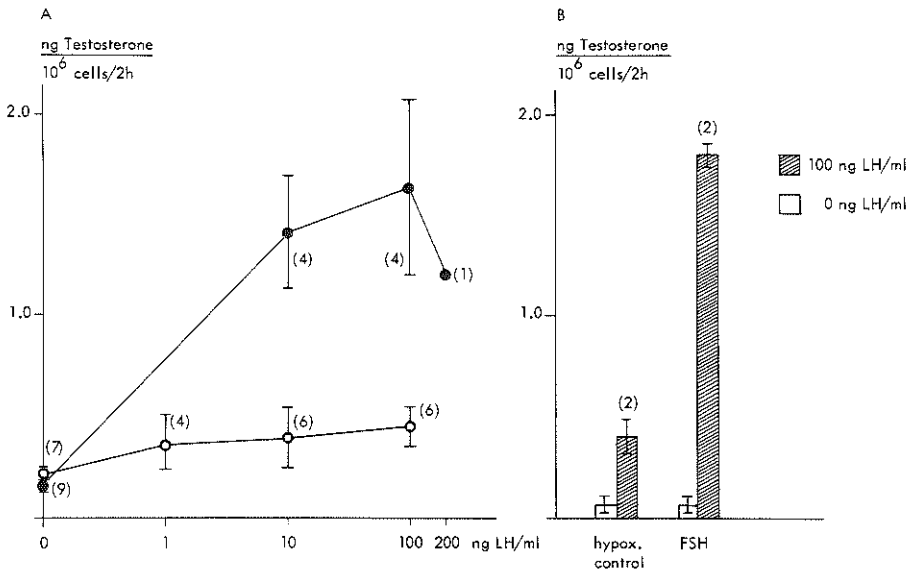 A
ng Testosterone
10⁶ cells/2h
2.0
1.0
(4)
(4)
(1)
(7)
(4)
(6)
(6)
(9)
0 1 10 100 200 ng LH/ml
B
ng Testosterone
10⁶ cells/2h
2.0
1.0
(2)
(2)
100 ng LH/ml
0 ng LH/ml
hypox. control
FSH